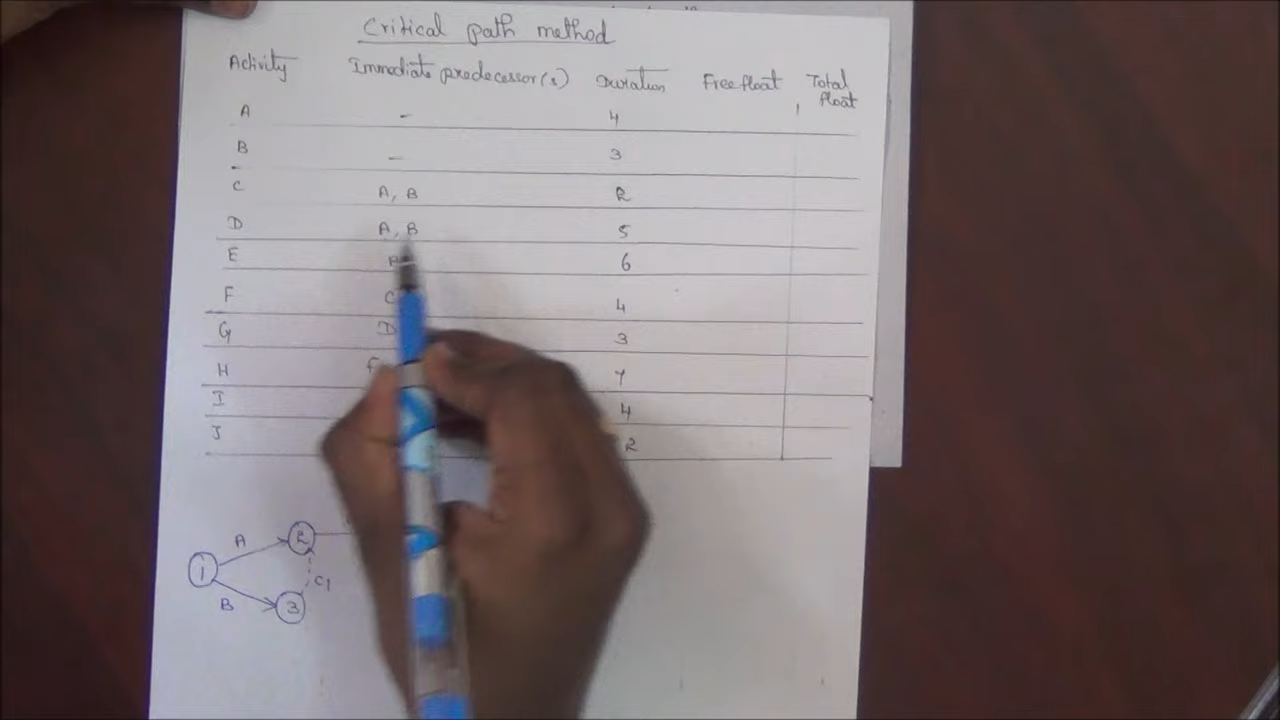 Critical path method
Activity Immediate predecessor(s) Duration Free float Total float
A - 4
B - 3
C A, B 2
D A, B 5
E 6
F C 4
G D 3
H F 7
I 4
J 2
A
1 2
C1
B 3